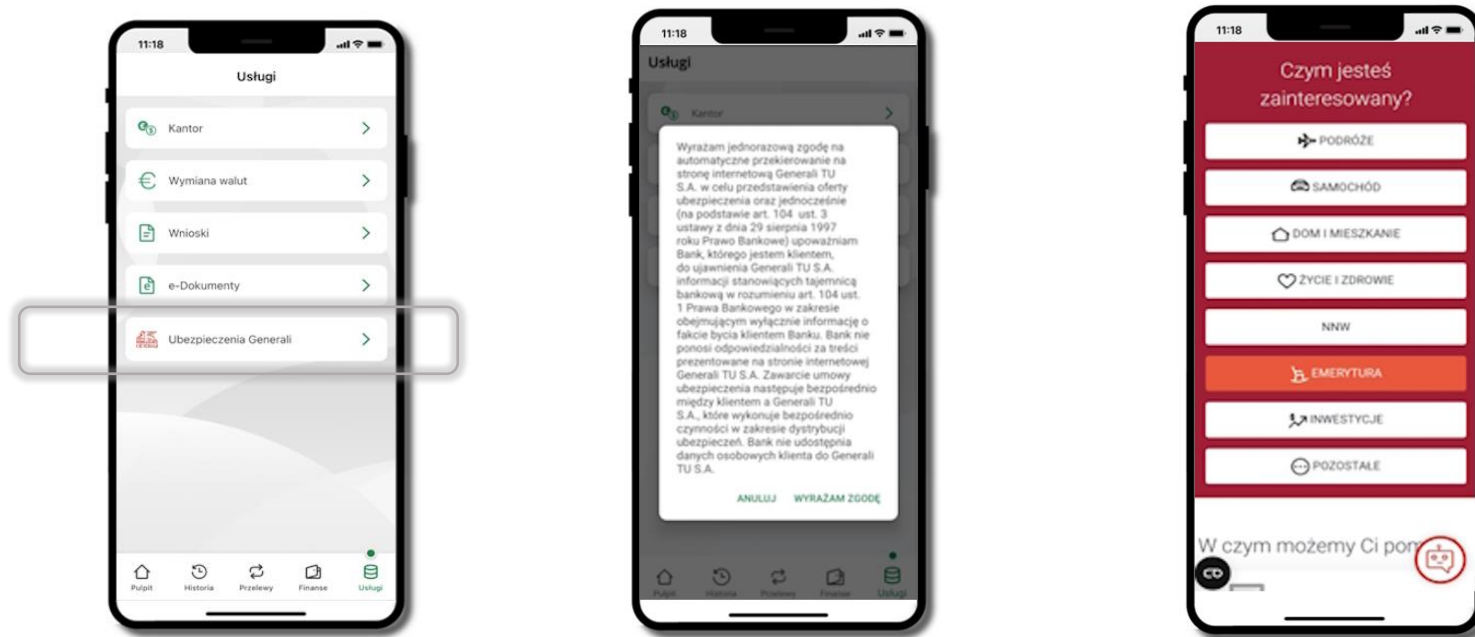 11:18
Usługi
Kantor
Wymiana walut
Wnioski
e-Dokumenty
Ubezpieczenia Generali
Pulpit
Historia
Przelewy
Finanse
Usługi
11:18
Usługi
Kantor
Wyrażam jednorazową zgodę na
automatyczne przekierowanie na
stronę internetową Generali TU
S.A. w celu przedstawienia oferty
ubezpieczenia oraz jednocześnie
(na podstawie art. 104 ust. 3
ustawy z dnia 29 sierpnia 1997
roku Prawo Bankowe) upoważniam
Bank, którego jestem klientem,
do ujawnienia Generali TU S.A.
informacji stanowiących tajemnicą
bankową w rozumieniu art. 104 ust.
1 Prawa Bankowego w zakresie
obejmującym wyłącznie informację o
fakcie bycia klientem Banku. Bank nie
ponosi odpowiedzialności za treści
prezentowane na stronie internetowej
Generali TU S.A. Zawarcie umowy
ubezpieczenia następuje bezpośrednio
między klientem a Generali TU
S.A., które wykonuje bezpośrednio
czynności w zakresie dystrybucji
ubezpieczeń. Bank nie udostępnia
danych osobowych klienta do Generali
TU S.A.
ANULUJ WYRAŻAM ZGODĘ
Pulpit
Historia
Przelewy
Finanse
Usługi
11:18
Czym jesteś
zainteresowany?
PODRÓŻE
SAMOCHÓD
DOM I MIESZKANIE
ŻYCIE I ZDROWIE
NNW
EMERYTURA
INWESTYCJE
POZOSTAŁE
W czym możemy Ci pom